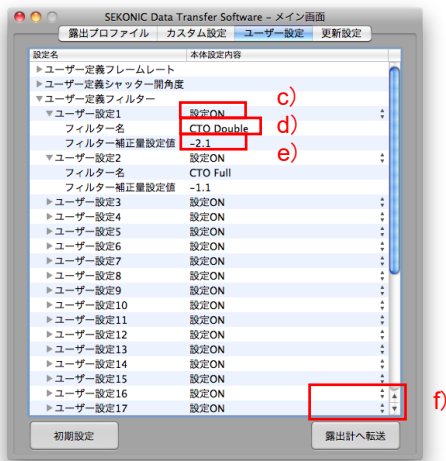 SEKONIC Data Transfer Software – メイン画面
露出プロファイル カスタム設定 ユーザー設定 更新設定
設定名 本体設定内容
▶ユーザー定義フレームレート
▶ユーザー定義シャッター開角度
▼ユーザー定義フィルター
▼ユーザー設定1 設定ON c)
フィルター名 CTO Double d)
フィルター補正量設定値 -2.1 e)
▼ユーザー設定2 設定ON
フィルター名 CTO Full
フィルター補正量設定値 -1.1
▶ユーザー設定3 設定ON
▶ユーザー設定4 設定ON
▶ユーザー設定5 設定ON
▶ユーザー設定6 設定ON
▶ユーザー設定7 設定ON
▶ユーザー設定8 設定ON
▶ユーザー設定9 設定ON
▶ユーザー設定10 設定ON
▶ユーザー設定11 設定ON
▶ユーザー設定12 設定ON
▶ユーザー設定13 設定ON
▶ユーザー設定14 設定ON
▶ユーザー設定15 設定ON
▶ユーザー設定16 設定ON
▶ユーザー設定17 設定ON
f)
初期設定 露出計へ転送